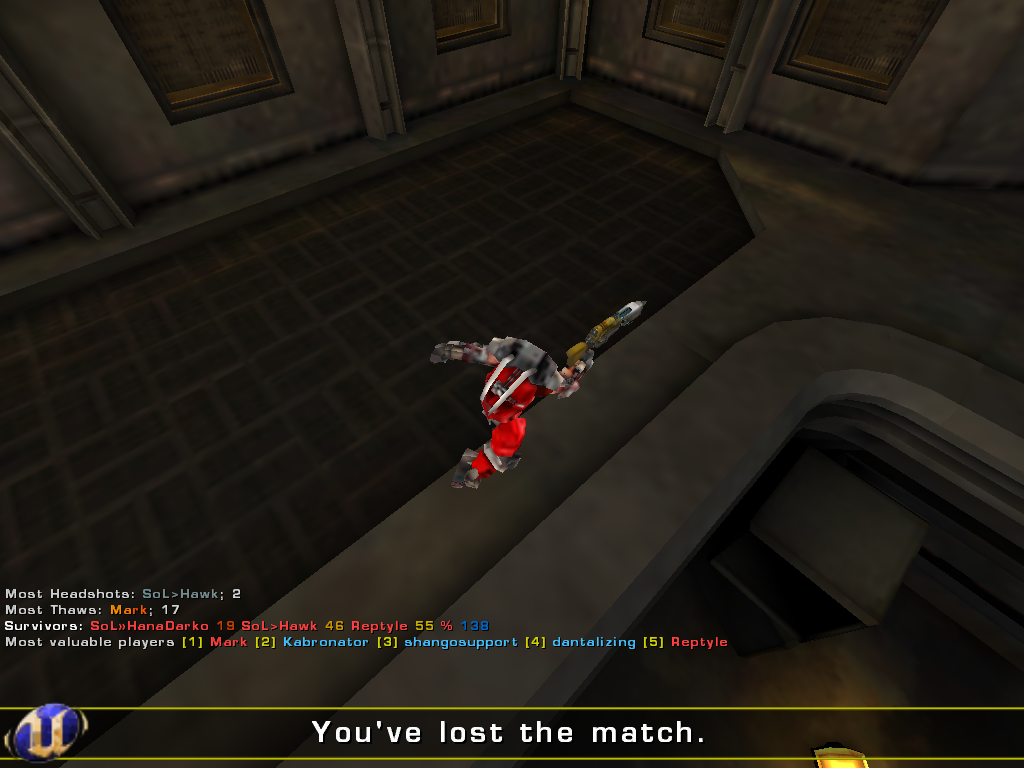 Most Headshots: SoL>Hawk; 2
Most Thaws: Mark; 17
Survivors: SoL»HanaDarko 19 SoL>Hawk 46 Reptyle 55 % 138
Most valuable players [1] Mark [2] Kabronator [3] shangosupport [4] dantalizing [5] Reptyle
You've lost the match.